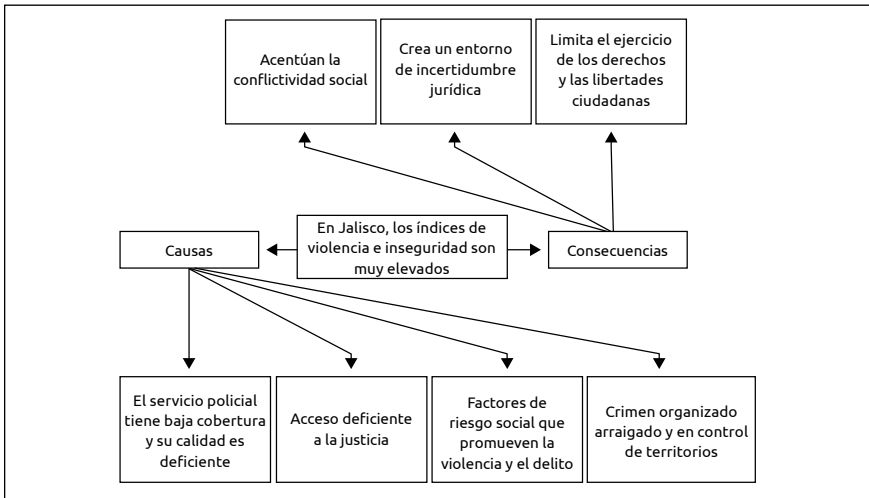 Acentúan la
conflictividad social
Crea un entorno
de incertidumbre
jurídica
Limita el ejercicio
de los derechos
y las libertades
ciudadanas
Causas
En Jalisco, los índices de
violencia e inseguridad son
muy elevados
Consecuencias
El servicio policial
tiene baja cobertura
y su calidad es
deficiente
Acceso deficiente
a la justicia
Factores de
riesgo social que
promueven la
violencia y el delito
Crimen organizado
arraigado y en control
de territorios